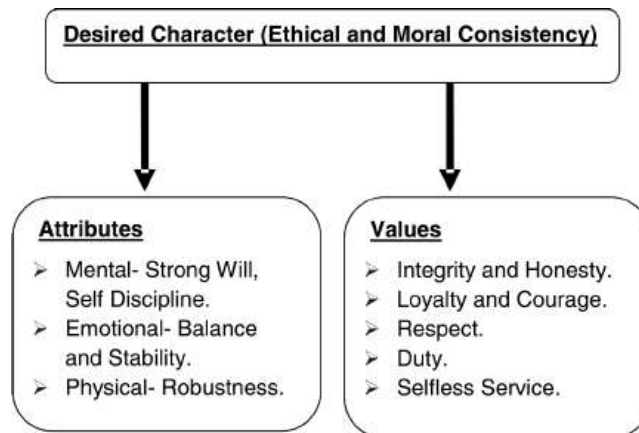 Desired Character (Ethical and Moral Consistency)
Attributes
➢ Mental- Strong Will,
Self Discipline.
➢ Emotional- Balance
and Stability.
➢ Physical- Robustness.
Values
➢ Integrity and Honesty.
➢ Loyalty and Courage.
➢ Respect.
➢ Duty.
➢ Selfless Service.